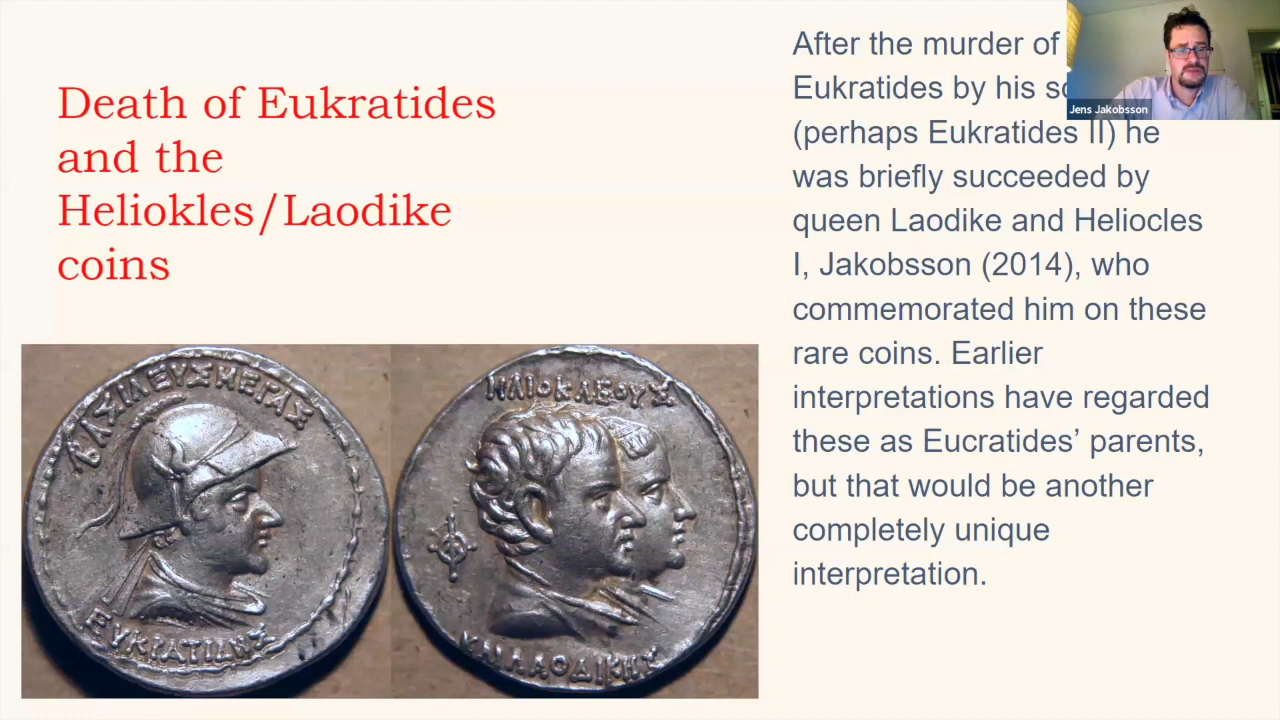 Death of Eukratides
and the
Heliokles/Laodike
coins
After the murder of
Eukratides by his
(perhaps Eukratides II) he
was briefly succeeded by
queen Laodike and Heliocles
I, Jakobsson (2014), who
commemorated him on these
rare coins. Earlier
interpretations have regarded
these as Eucratides’ parents,
but that would be another
completely unique
interpretation.
Jens Jakobsson
ΒΑΣΙΛΕΥΣ ΜΕΓΑΣ
ΕΥΚΡΑΤΙΔΗΣ
ΗΛΙΟΚΛΕΟΥΣ
ΚΑΙ ΛΑΟΔΙΚΗΣ